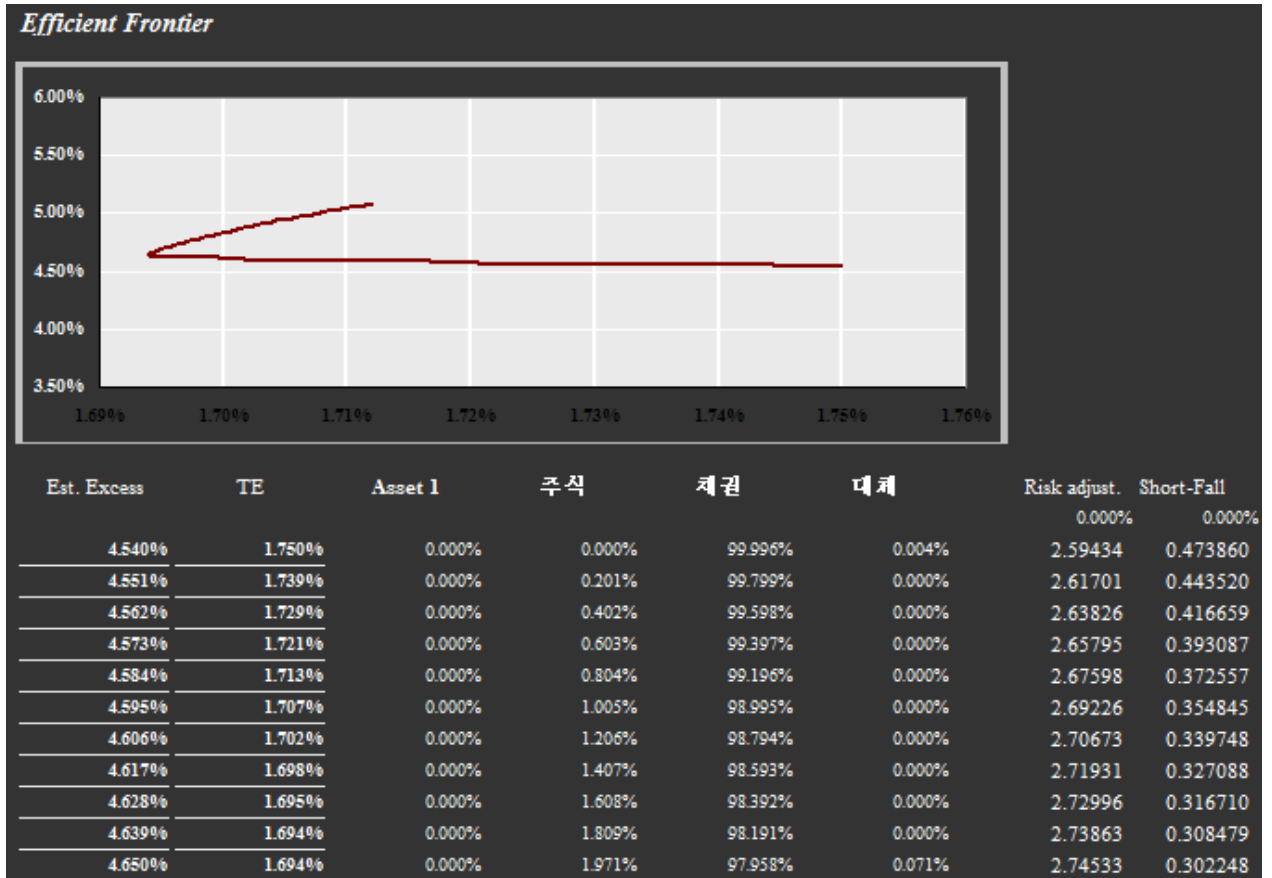 Efficient Frontier
6.00%
5.50%
5.00%
4.50%
4.00%
3.50%
1.69% 1.70% 1.71% 1.72% 1.73% 1.74% 1.75% 1.76%
Est. Excess TE Asset 1 주식 채권 대체 Risk adjust. Short-Fall
0.000% 0.000%
4.540% 1.750% 0.000% 0.000% 99.996% 0.004% 2.59434 0.473860
4.551% 1.739% 0.000% 0.201% 99.799% 0.000% 2.61701 0.443520
4.562% 1.729% 0.000% 0.402% 99.598% 0.000% 2.63826 0.416659
4.573% 1.721% 0.000% 0.603% 99.397% 0.000% 2.65795 0.393087
4.584% 1.713% 0.000% 0.804% 99.196% 0.000% 2.67598 0.372557
4.595% 1.707% 0.000% 1.005% 98.995% 0.000% 2.69226 0.354845
4.606% 1.702% 0.000% 1.206% 98.794% 0.000% 2.70673 0.339748
4.617% 1.698% 0.000% 1.407% 98.593% 0.000% 2.71931 0.327088
4.628% 1.695% 0.000% 1.608% 98.392% 0.000% 2.72996 0.316710
4.639% 1.694% 0.000% 1.809% 98.191% 0.000% 2.73863 0.308479
4.650% 1.694% 0.000% 1.971% 97.958% 0.071% 2.74533 0.302248